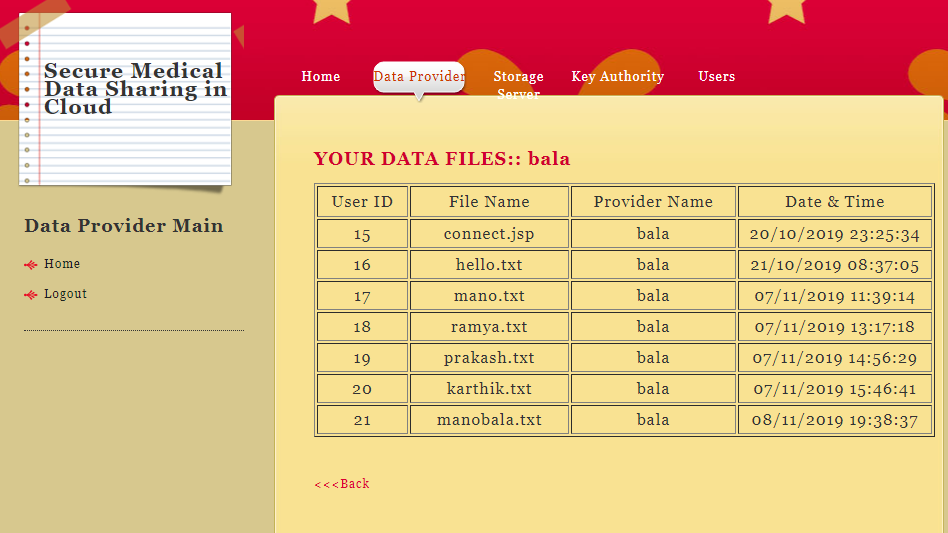 Secure Medical
Data Sharing in
Cloud
Home
Data Provider
Storage
Server
Key Authority
Users
Data Provider Main
Home
Logout
YOUR DATA FILES:: bala
User ID File Name Provider Name Date & Time
15 connect.jsp bala 20/10/2019 23:25:34
16 hello.txt bala 21/10/2019 08:37:05
17 mano.txt bala 07/11/2019 11:39:14
18 ramya.txt bala 07/11/2019 13:17:18
19 prakash.txt bala 07/11/2019 14:56:29
20 karthik.txt bala 07/11/2019 15:46:41
21 manobala.txt bala 08/11/2019 19:38:37
<<<Back